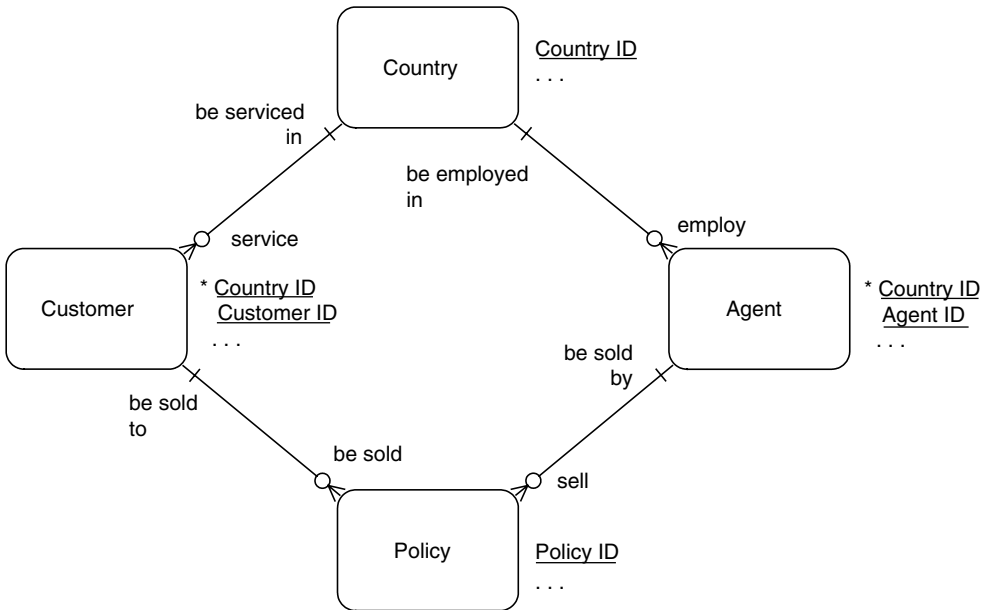 Country
Country ID
. . .
be serviced
in
be employed
in
service
employ
Customer
* Country ID
Customer ID
. . .
Agent
* Country ID
Agent ID
. . .
be sold
to
be sold
by
be sold
sell
Policy
Policy ID
. . .